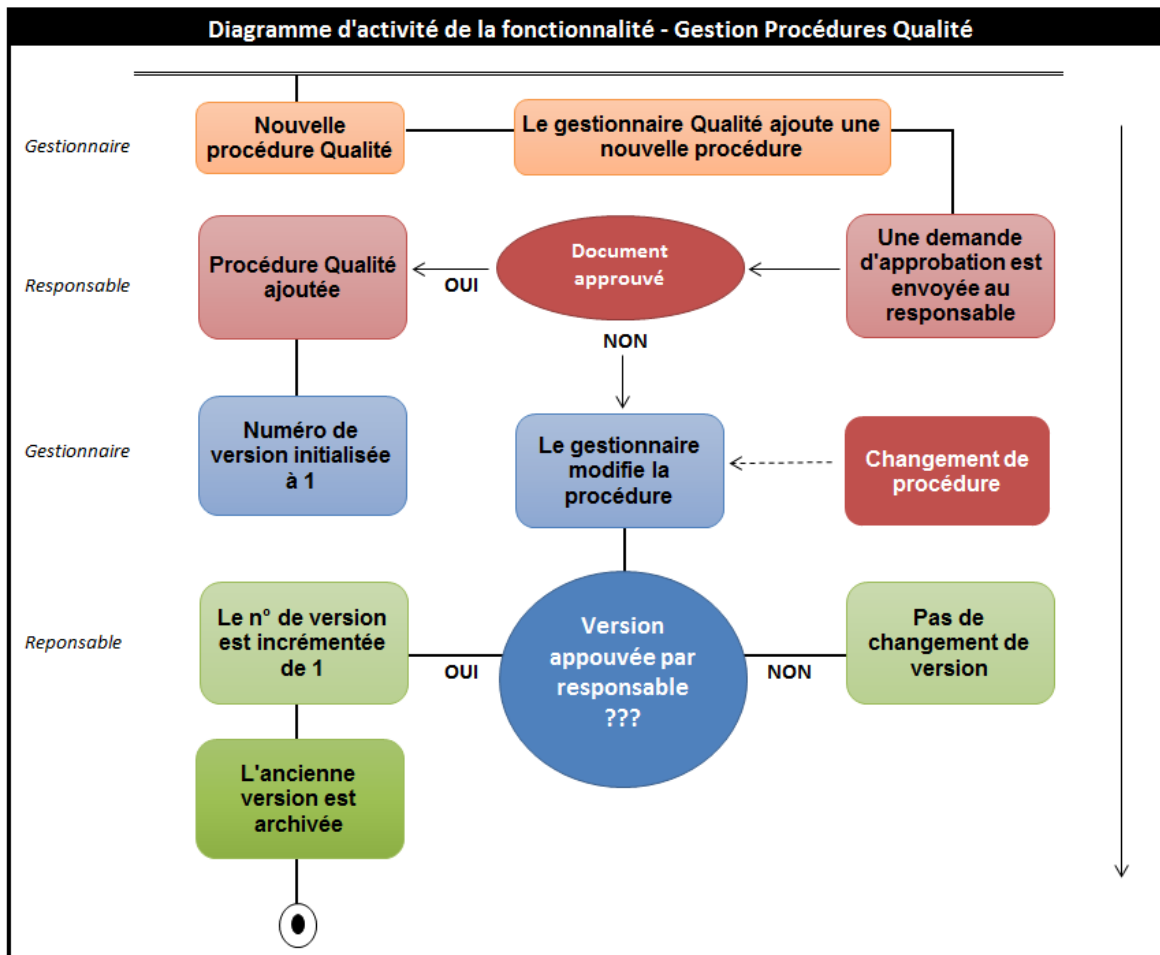 Diagramme d'activité de la fonctionnalité - Gestion Procédures Qualité
Gestionnaire
Nouvelle
procédure Qualité
Le gestionnaire Qualité ajoute une
nouvelle procédure
Responsable
Procédure Qualité
ajoutée
OUI
Document
approuvé
NON
Une demande
d'approbation est
envoyée au
responsable
Gestionnaire
Numéro de
version initialisée
à 1
Le gestionnaire
modifie la
procédure
Changement de
procédure
Reponsable
Le n° de version
est incrémentée
de 1
OUI
Version
appouvée par
responsable
???
NON
Pas de
changement de
version
L'ancienne
version est
archivée